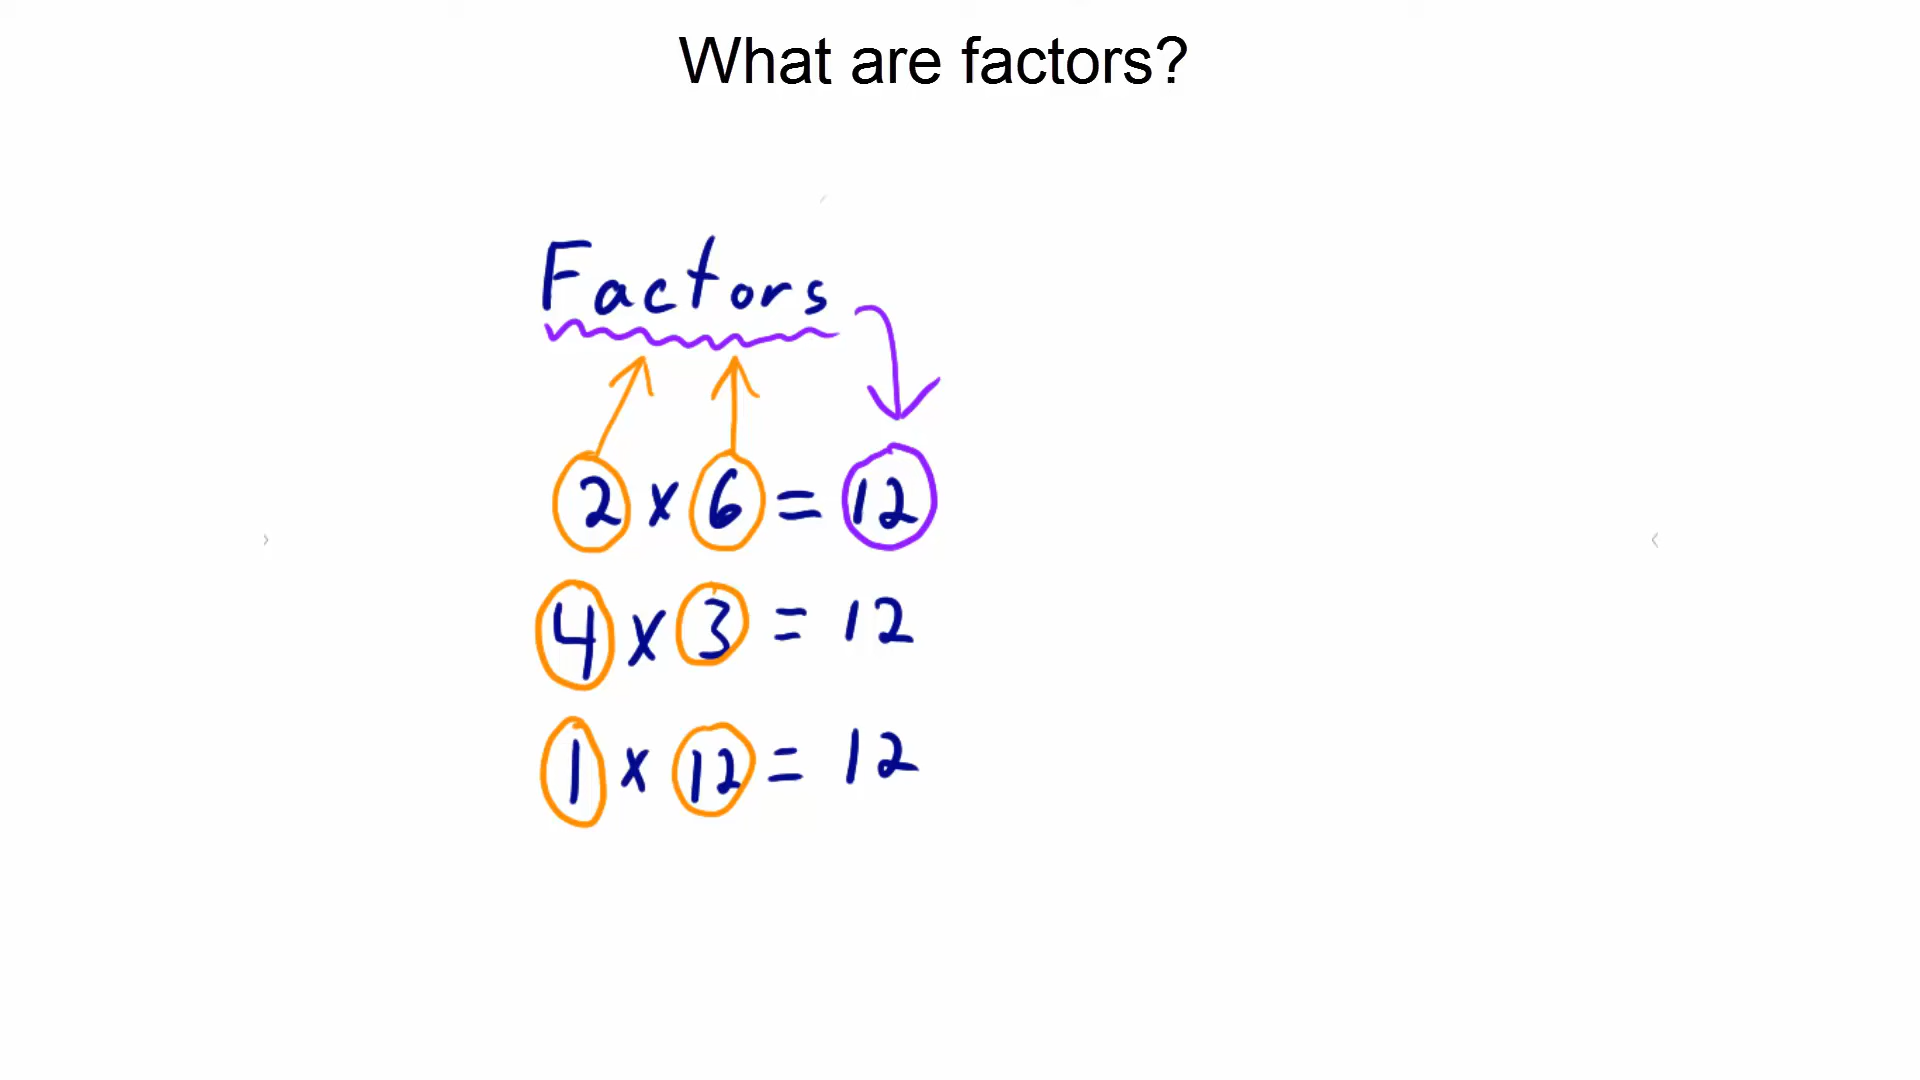 What are factors?
Factors
2 x 6 = 12
4 x 3 = 12
1 x 12 = 12